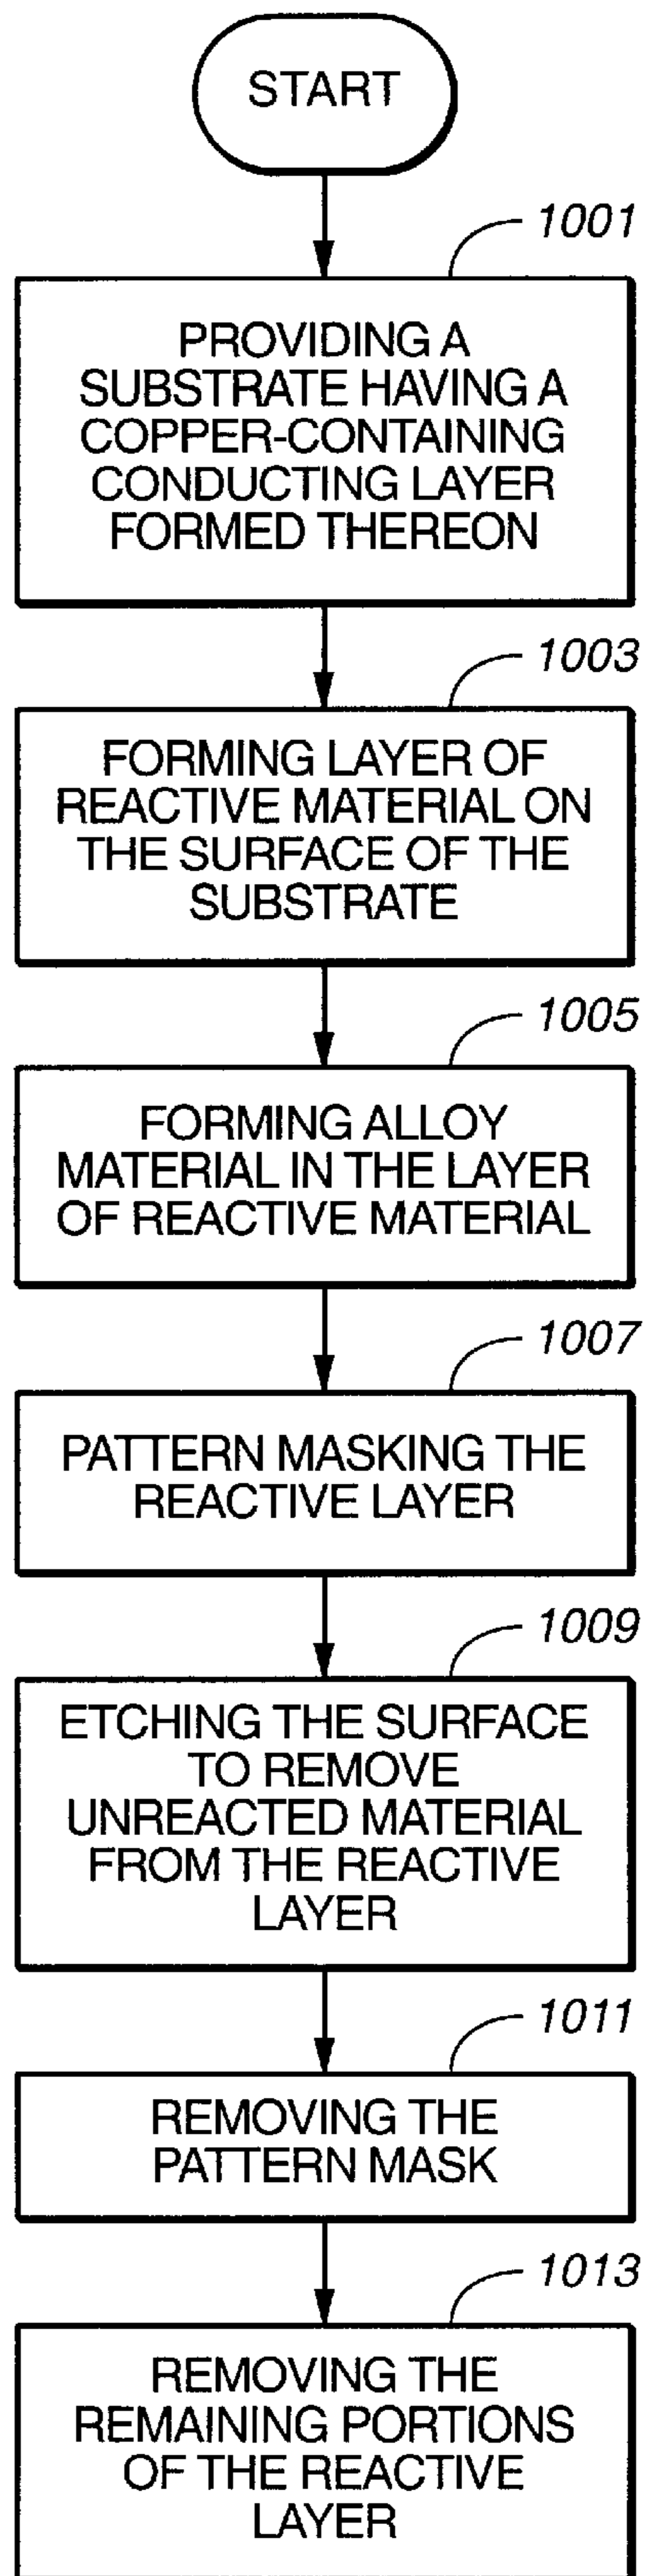 START
1001
PROVIDING A
SUBSTRATE HAVING A
COPPER-CONTAINING
CONDUCTING LAYER
FORMED THEREON
1003
FORMING LAYER OF
REACTIVE MATERIAL ON
THE SURFACE OF THE
SUBSTRATE
1005
FORMING ALLOY
MATERIAL IN THE LAYER
OF REACTIVE MATERIAL
1007
PATTERN MASKING THE
REACTIVE LAYER
1009
ETCHING THE SURFACE
TO REMOVE
UNREACTED MATERIAL
FROM THE REACTIVE
LAYER
1011
REMOVING THE
PATTERN MASK
1013
REMOVING THE
REMAINING PORTIONS
OF THE REACTIVE
LAYER